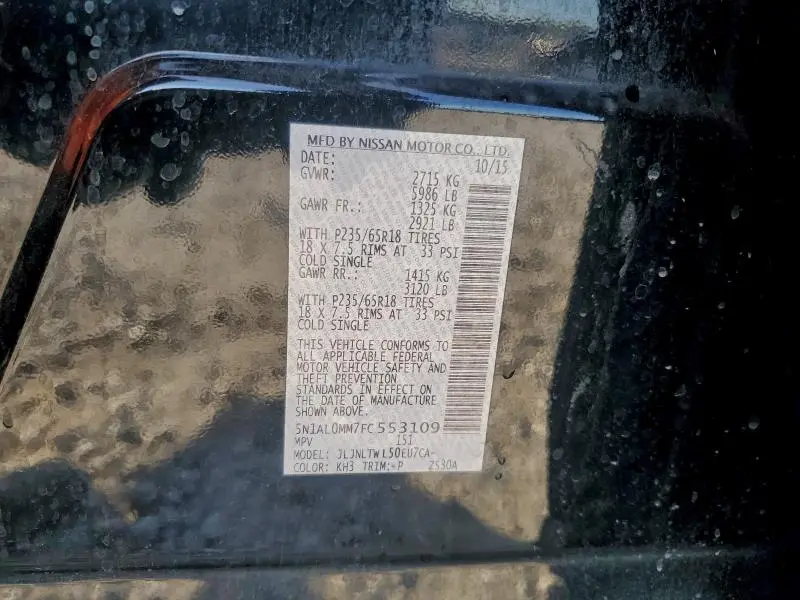 MFD BY NISSAN MOTOR CO., LTD.
DATE: 10/15
GVWR: 2715 KG
5986 LB
GAWR FR.: 1325 KG
2921 LB
WITH P235/65R18 TIRES
18 X 7.5 RIMS AT 33 PSI
COLD SINGLE
GAWR RR.: 1415 KG
3120 LB
WITH P235/65R18 TIRES
18 X 7.5 RIMS AT 33 PSI
COLD SINGLE
THIS VEHICLE CONFORMS TO
ALL APPLICABLE FEDERAL
MOTOR VEHICLE SAFETY AND
THEFT PREVENTION
STANDARDS IN EFFECT ON
THE DATE OF MANUFACTURE
SHOWN ABOVE.
5N1AL0MM7FC553109
MPV 151
MODEL: JLJNLTWL50EU7CA-
COLOR: KH3 TRIM:-P ZS30A